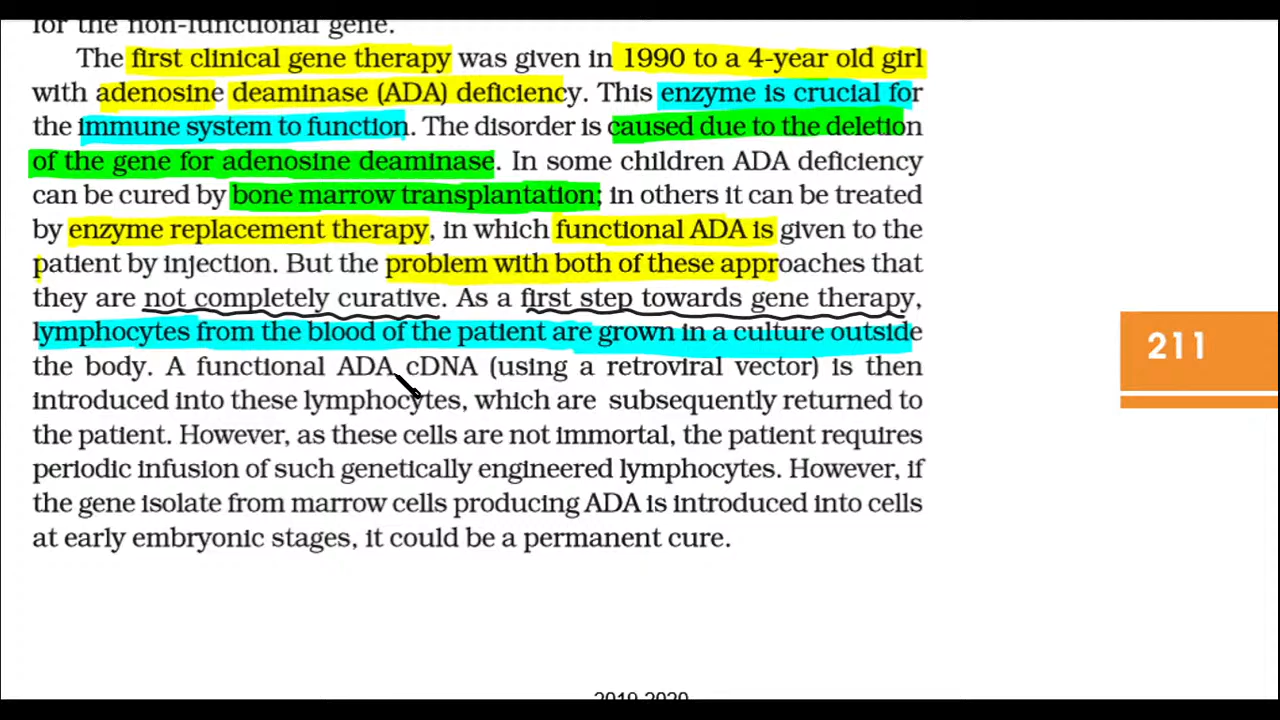 for the non-functional gene.
The first clinical gene therapy was given in 1990 to a 4-year old girl
with adenosine deaminase (ADA) deficiency. This enzyme is crucial for
the immune system to function. The disorder is caused due to the deletion
of the gene for adenosine deaminase. In some children ADA deficiency
can be cured by bone marrow transplantation; in others it can be treated
by enzyme replacement therapy, in which functional ADA is given to the
patient by injection. But the problem with both of these approaches that
they are not completely curative. As a first step towards gene therapy,
lymphocytes from the blood of the patient are grown in a culture outside
the body. A functional ADA cDNA (using a retroviral vector) is then
introduced into these lymphocytes, which are subsequently returned to
the patient. However, as these cells are not immortal, the patient requires
periodic infusion of such genetically engineered lymphocytes. However, if
the gene isolate from marrow cells producing ADA is introduced into cells
at early embryonic stages, it could be a permanent cure.
211
2019-2020